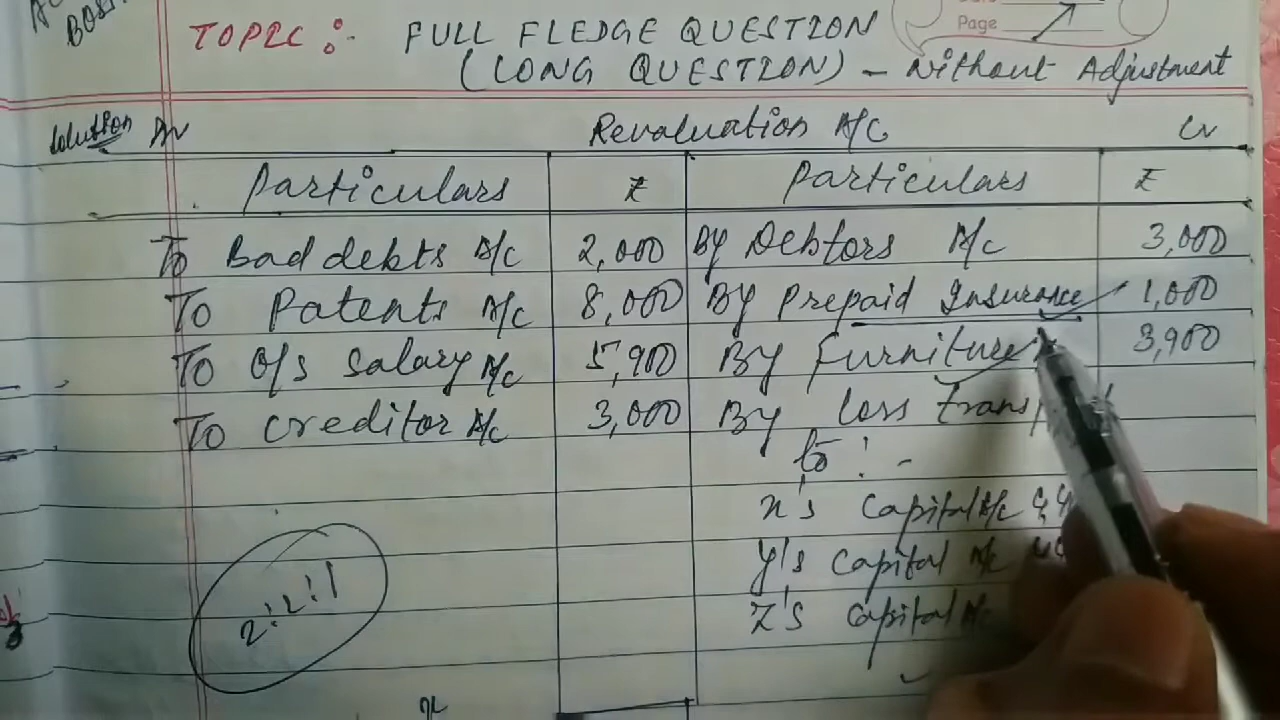 Page
TOPIC :- FULL FLEDGE QUESTION
(LONG QUESTION) - Without Adjustment
Solution Dr Revaluation A/c Cr
Particulars ₹ Particulars ₹
To Bad debts A/c 2,000 By Debtors A/c 3,000
To Patents A/c 8,000 By Prepaid Insurance 1,000
To O/s Salary A/c 5,900 By Furniture 3,900
To Creditor A/c 3,000 By loss
to :-
x's Capital A/c
y's Capital A/c
z's Capital
2:2:1